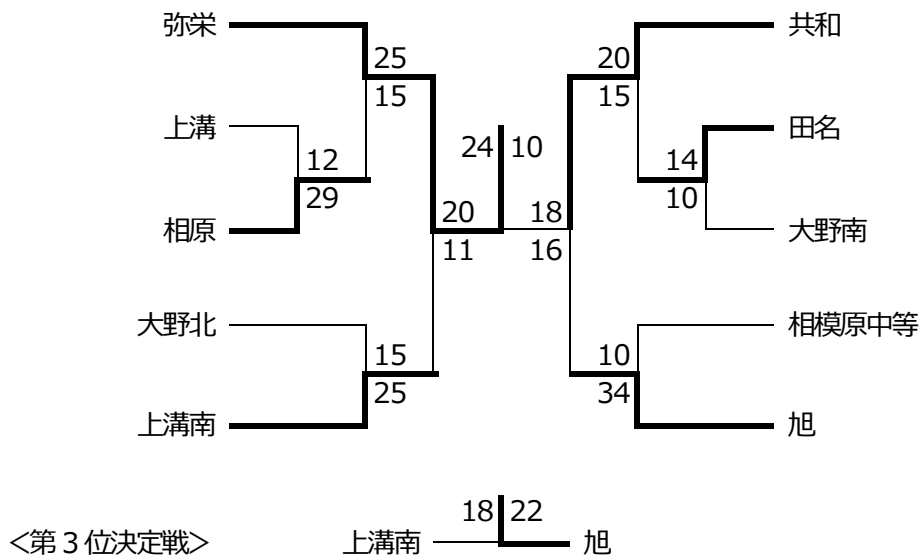 弥栄 共和
25 20
15 15
上溝 田名
24 10
12 14
29 10
相原 大野南
20 18
11 16
大野北 相模原中等
15 10
25 34
上溝南 旭
18 22
＜第３位決定戦＞ 上溝南 旭